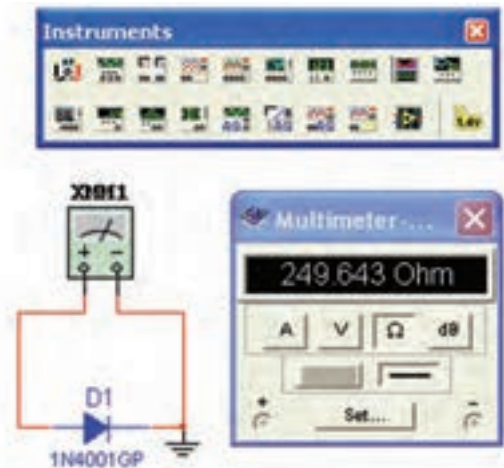 Instruments
XMM1
Multimeter-...
249.643 Ohm
A V Ω dB
+ -
Set...
D1
1N4001GP